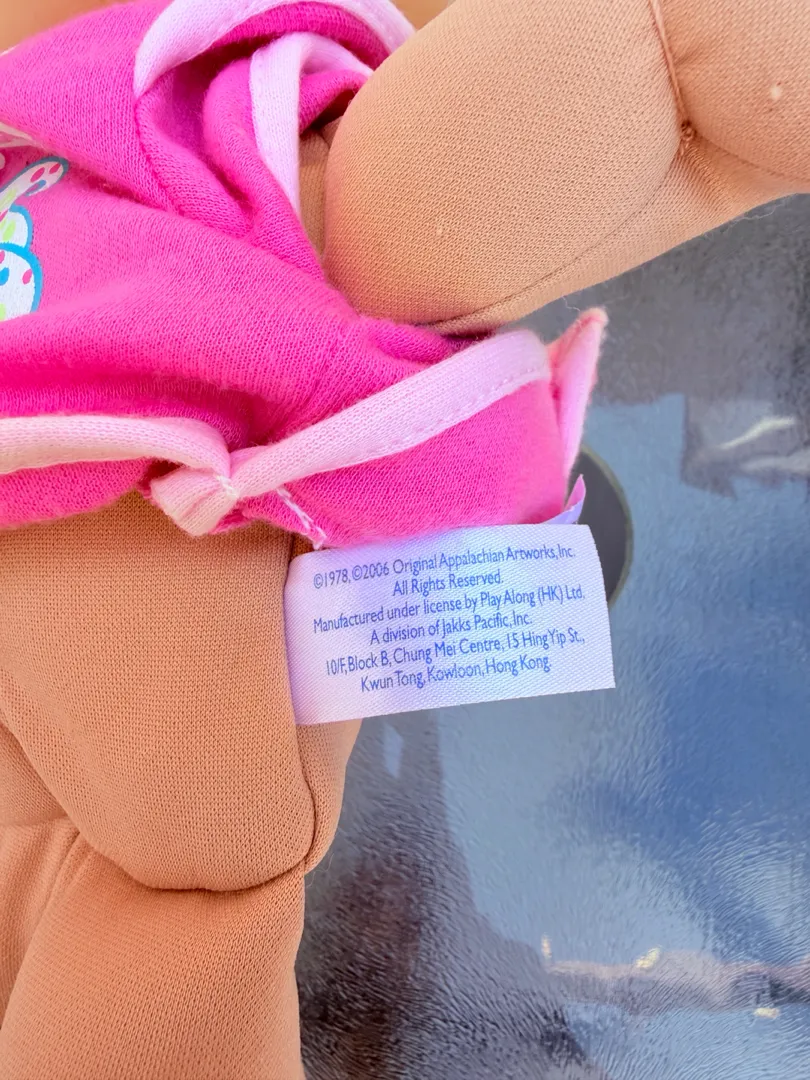 ©1978, ©2006 Original Appalachian Artworks, Inc.
All Rights Reserved.
Manufactured under license by Play Along (HK) Ltd.
A division of Jakks Pacific, Inc.
10/F, Block B, Chung Mei Centre, 15 Hing Yip St.,
Kwun Tong, Kowloon, Hong Kong.